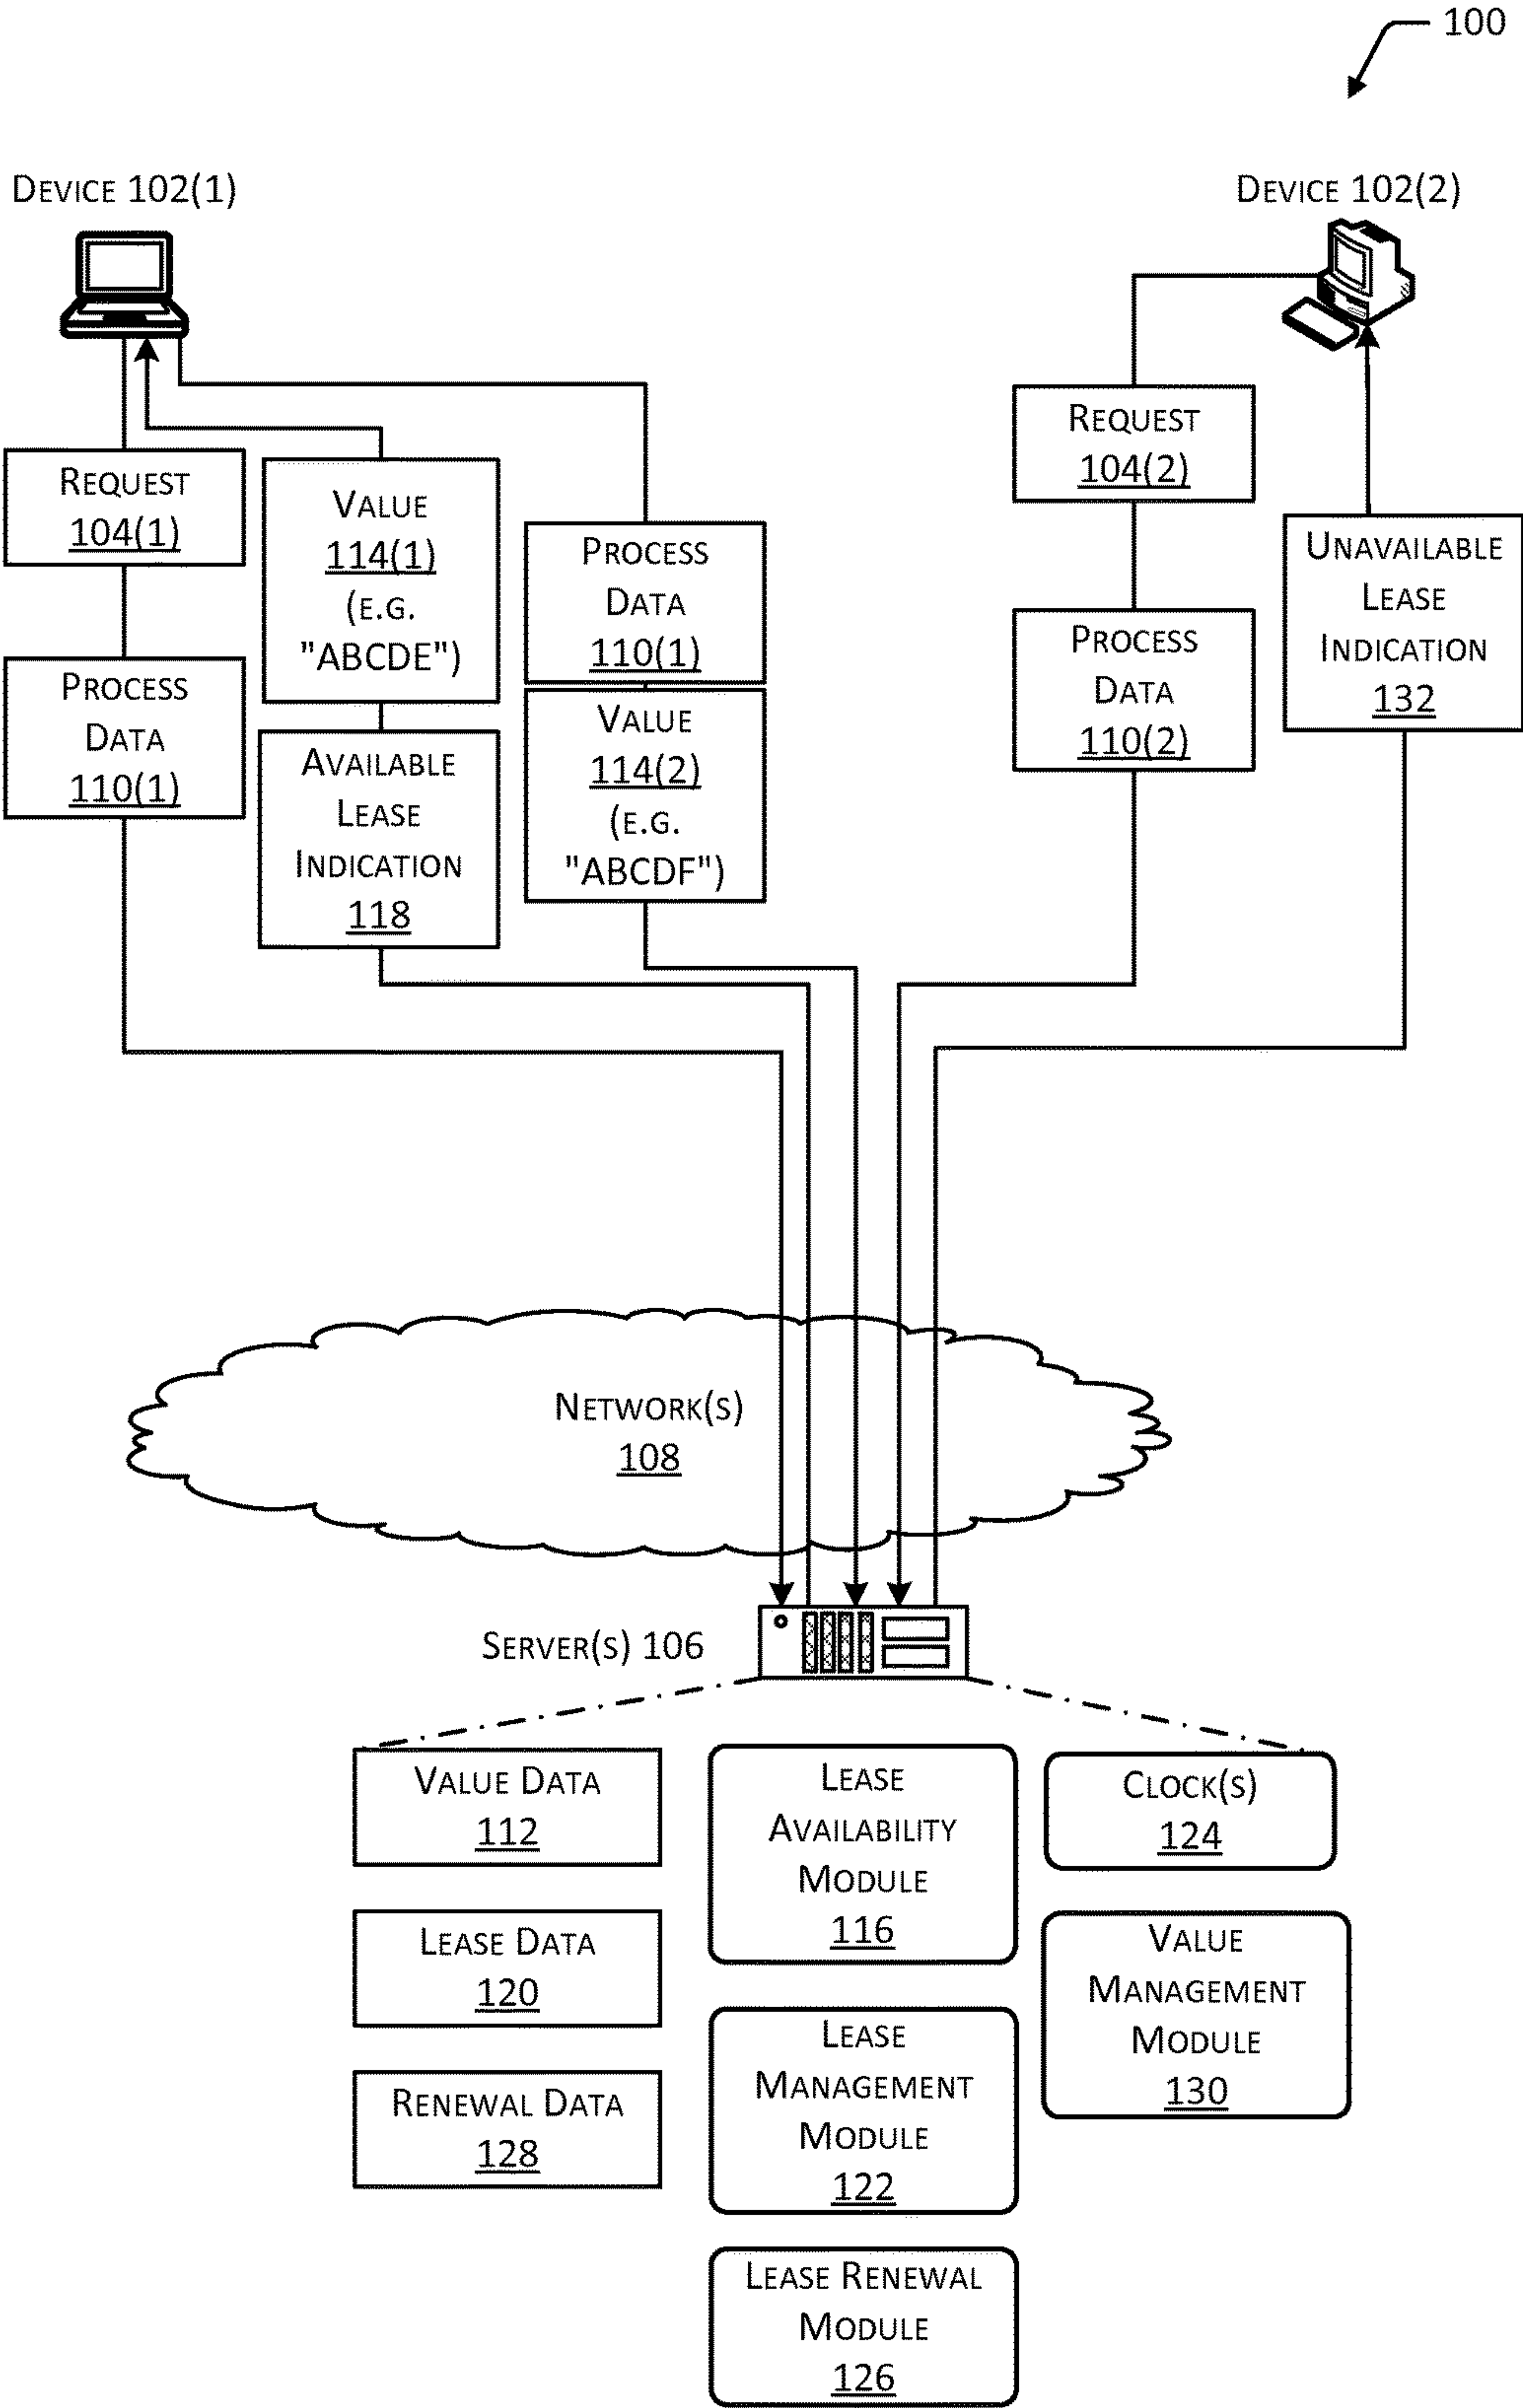 100
DEVICE 102(1)
DEVICE 102(2)
REQUEST
104(1)
PROCESS
DATA
110(1)
VALUE
114(1)
(E.G.
"ABCDE")
AVAILABLE
LEASE
INDICATION
118
PROCESS
DATA
110(1)
VALUE
114(2)
(E.G.
"ABCDF")
REQUEST
104(2)
PROCESS
DATA
110(2)
UNAVAILABLE
LEASE
INDICATION
132
NETWORK(S)
108
SERVER(S) 106
VALUE DATA
112
LEASE DATA
120
RENEWAL DATA
128
LEASE
AVAILABILITY
MODULE
116
LEASE
MANAGEMENT
MODULE
122
LEASE RENEWAL
MODULE
126
CLOCK(S)
124
VALUE
MANAGEMENT
MODULE
130